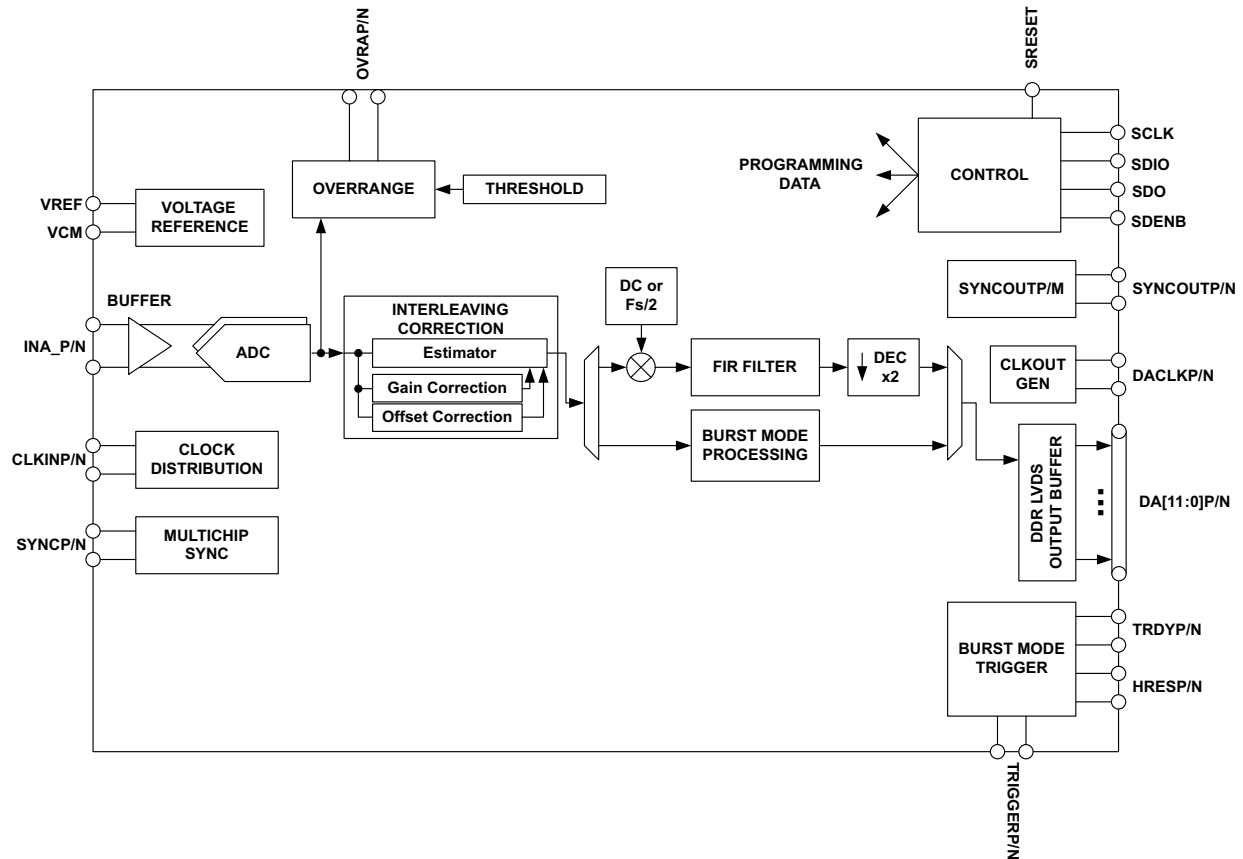 OVRAP/N
SRESET
OVERRANGE
THRESHOLD
PROGRAMMING
DATA
CONTROL
SCLK
SDIO
SDO
SDENB
VREF
VCM
VOLTAGE
REFERENCE
BUFFER
INA_P/N
ADC
INTERLEAVING
CORRECTION
Estimator
Gain Correction
Offset Correction
DC or
Fs/2
FIR FILTER
DEC
x2
BURST MODE
PROCESSING
SYNCOUTP/M
SYNCOUTP/N
CLKOUT
GEN
DACLKP/N
CLKINP/N
CLOCK
DISTRIBUTION
SYNCP/N
MULTICHIP
SYNC
DDR LVDS
OUTPUT BUFFER
DA[11:0]P/N
BURST MODE
TRIGGER
TRDYP/N
HRESP/N
TRIGGERP/N